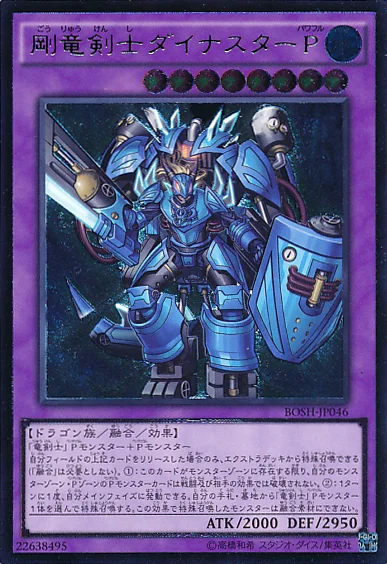 ごう りゅう けん し パワフル
剛竜剣士ダイナスターP
BOSH-JP046
【ドラゴン族/融合/効果】
「竜剣士」Pモンスター+Pモンスター
自分フィールドの上記カードをリリースした場合のみ、エクストラデッキから特殊召喚できる
(「融合」は必要としない)。①:このカードがモンスターゾーンに存在する限り、自分のモンス
ターゾーン・PゾーンのPモンスターカードは戦闘及び相手の効果では破壊されない。②:1ター
ンに1度、自分メインフェイズに発動できる。自分の手札・墓地から「竜剣士」Pモンスター
1体を選んで特殊召喚する。この効果で特殊召喚したモンスターは融合素材にできない。
ATK/2000 DEF/2950
22638495 ©高橋和希 スタジオ・ダイス/集英社